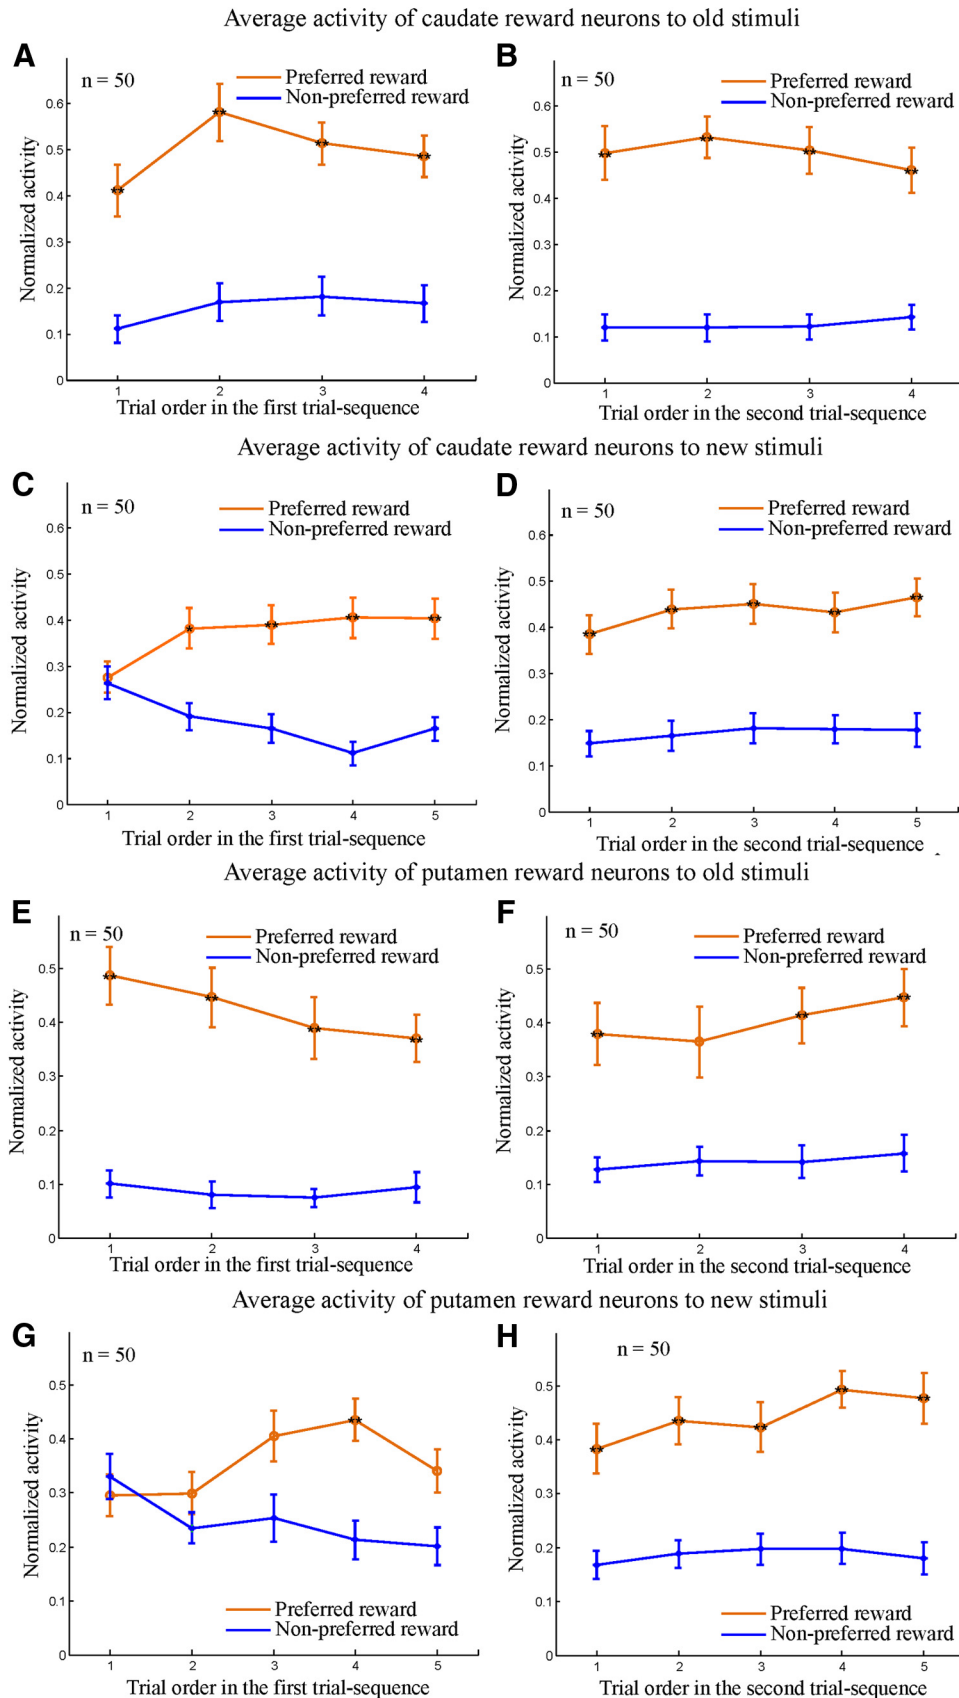 Average activity of caudate reward neurons to old stimuli
A
n = 50
Preferred reward
Non-preferred reward
Normalized activity
0.6
0.5
0.4
0.3
0.2
0.1
0
1 2 3 4
Trial order in the first trial-sequence
B
n = 50
Preferred reward
Non-preferred reward
Normalized activity
0.6
0.5
0.4
0.3
0.2
0.1
0
1 2 3 4
Trial order in the second trial-sequence
Average activity of caudate reward neurons to new stimuli
C
n = 50
Preferred reward
Non-preferred reward
Normalized activity
0.6
0.5
0.4
0.3
0.2
0.1
0
1 2 3 4 5
Trial order in the first trial-sequence
D
n = 50
Preferred reward
Non-preferred reward
Normalized activity
0.6
0.5
0.4
0.3
0.2
0.1
0
1 2 3 4 5
Trial order in the second trial-sequence
Average activity of putamen reward neurons to old stimuli
E
n = 50
Preferred reward
Non-preferred reward
Normalized activity
0.5
0.4
0.3
0.2
0.1
0
1 2 3 4
Trial order in the first trial-sequence
F
n = 50
Preferred reward
Non-preferred reward
Normalized activity
0.5
0.4
0.3
0.2
0.1
0
1 2 3 4
Trial order in the second trial-sequence
Average activity of putamen reward neurons to new stimuli
G
n = 50
Normalized activity
0.5
0.4
0.3
0.2
0.1
0
Preferred reward
Non-preferred reward
1 2 3 4 5
Trial order in the first trial-sequence
H
n = 50
Normalized activity
0.5
0.4
0.3
0.2
0.1
0
Preferred reward
Non-preferred reward
1 2 3 4 5
Trial order in the second trial-sequence